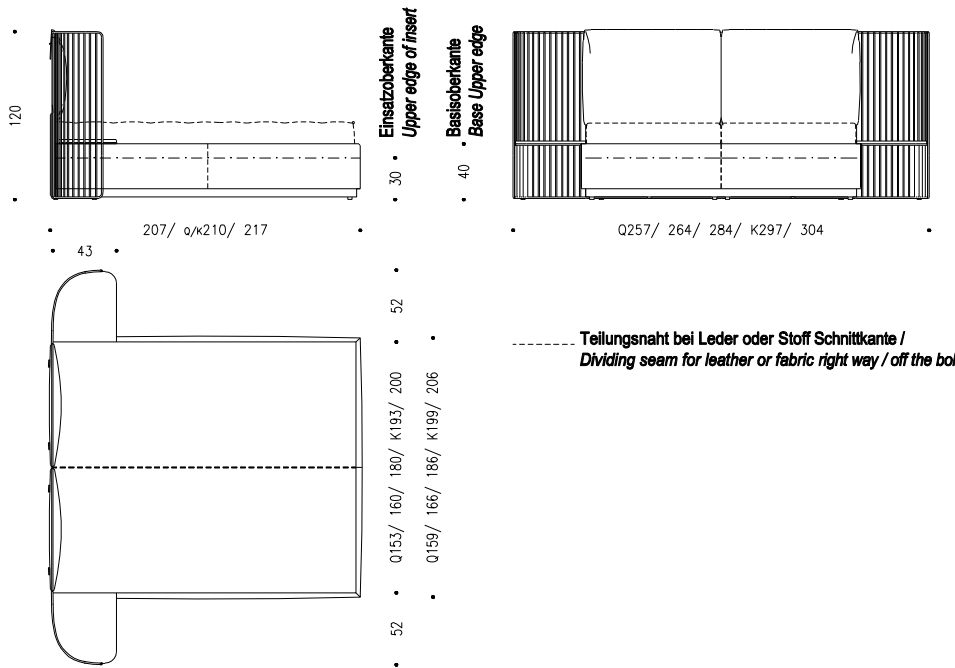 120
Einsatzoberkante
Upper edge of insert
Basisoberkante
Base Upper edge
30
40
207/ Q/K210/ 217
43
Q257/ 264/ 284/ K297/ 304
52
Q153/ 160/ 180/ K193/ 200
Q159/ 166/ 186/ K199/ 206
52
Teilungsnaht bei Leder oder Stoff Schnittkante /
Dividing seam for leather or fabric right way / off the bol